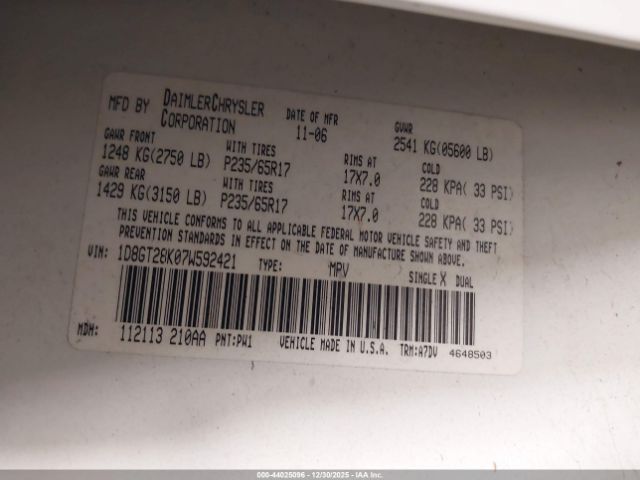 MFD BY DAIMLERCHRYSLER CORPORATION DATE OF MFR 11-06 GVWR 2541 KG(05600 LB)
GAWR FRONT WITH TIRES RIMS AT COLD
1248 KG(2750 LB) P235/65R17 17X7.0 228 KPA( 33 PSI)
GAWR REAR WITH TIRES RIMS AT COLD
1429 KG(3150 LB) P235/65R17 17X7.0 228 KPA( 33 PSI)
THIS VEHICLE CONFORMS TO ALL APPLICABLE FEDERAL MOTOR VEHICLE SAFETY AND THEFT
PREVENTION STANDARDS IN EFFECT ON THE DATE OF MANUFACTURE SHOWN ABOVE.
VIN: 1D8GT28K07W592421 TYPE: MPV SINGLE X DUAL
MDH: 112113 210AA PNT:PW1 VEHICLE MADE IN U.S.A. TRM:A7DV 4648503
000-44025096 - 12/30/2025 - IAA Inc.